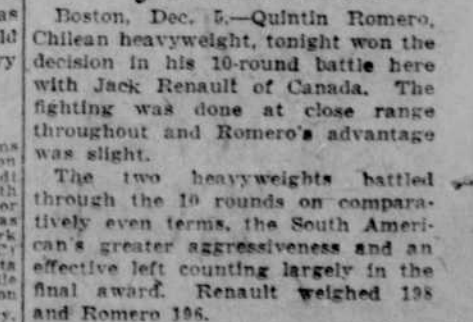 Boston, Dec. 5.—Quintin Romero,
Chilean heavyweight, tonight won the
decision in his 10-round battle here
with Jack Renault of Canada. The
fighting was done at close range
throughout and Romero's advantage
was slight.
The two heavyweights battled
through the 10 rounds on compara-
tively even terms, the South Ameri-
can's greater aggressiveness and an
effective left counting largely in the
final award. Renault weighed 198
and Romero 196.